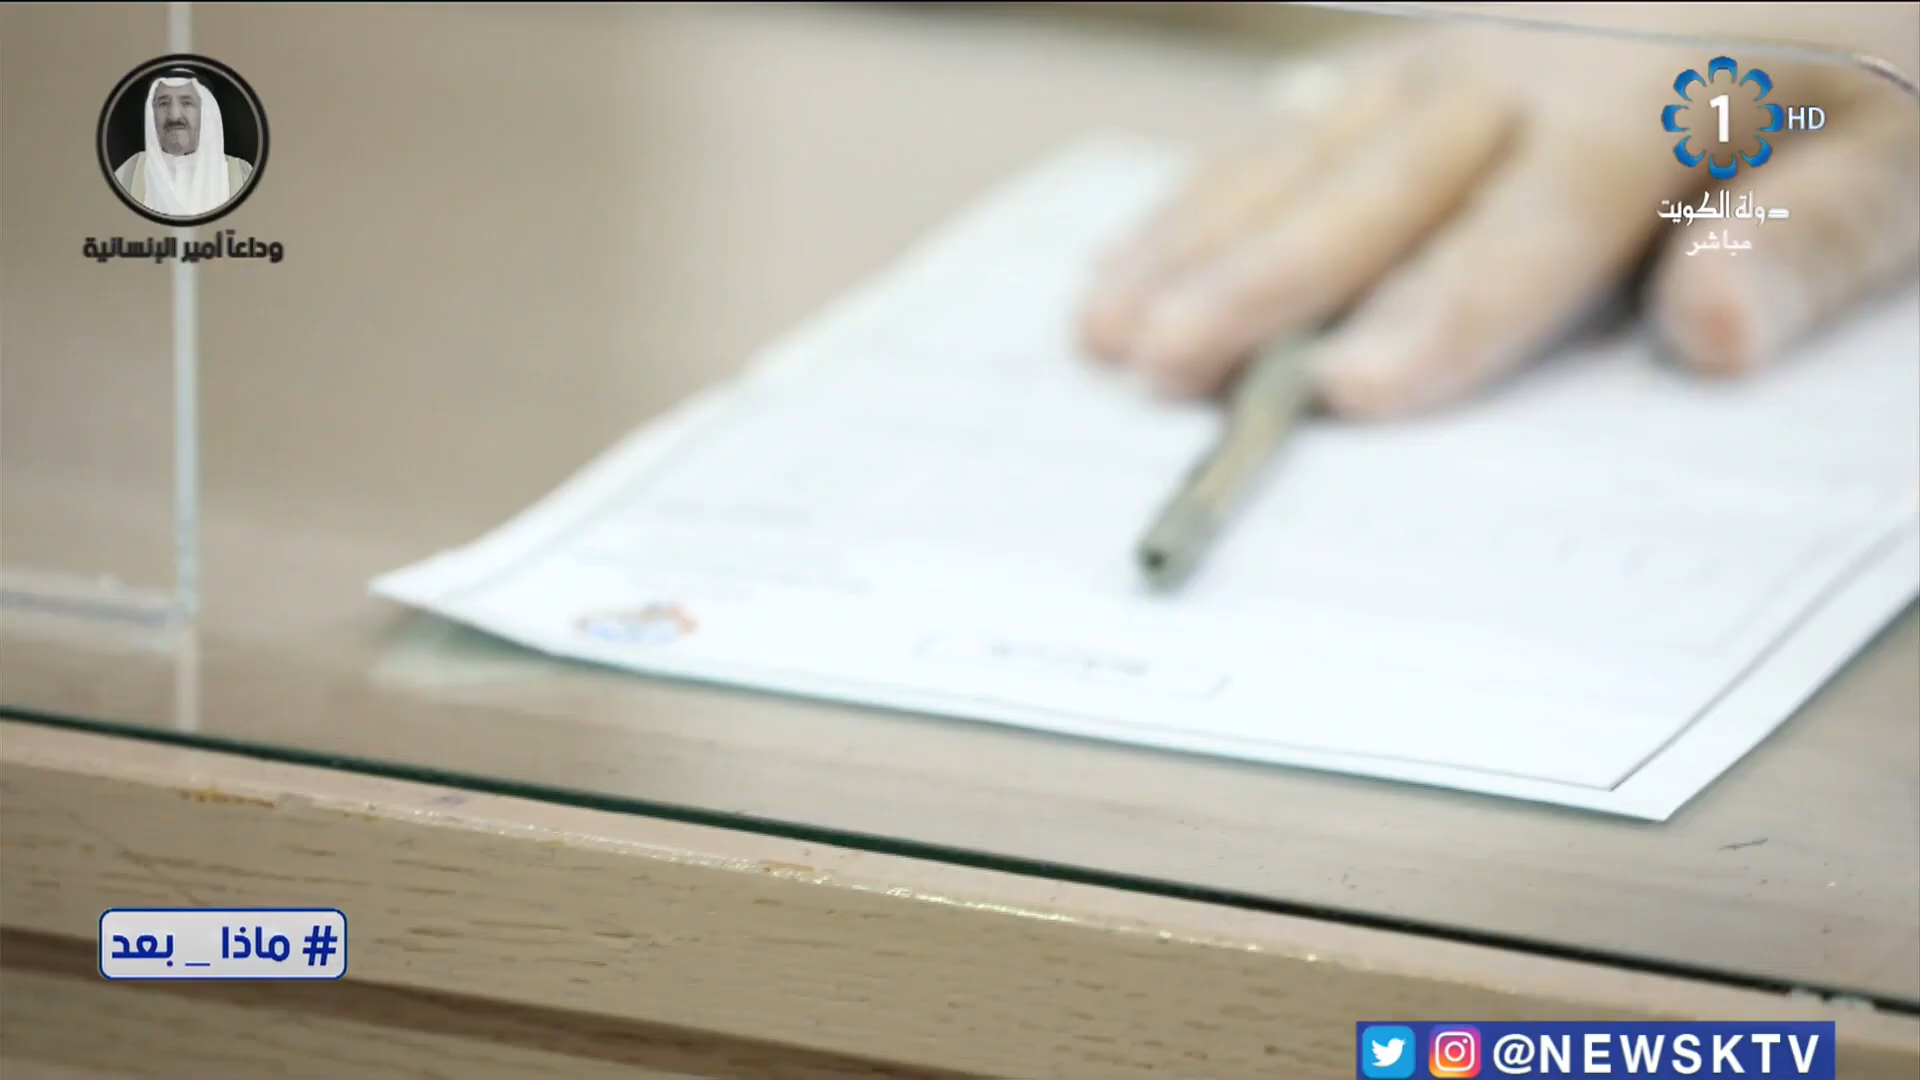 وداعاً أمير الإنسانية
1 HD
دولة الكويت
مباشر
# ماذا _ بعد
@NEWSKTV